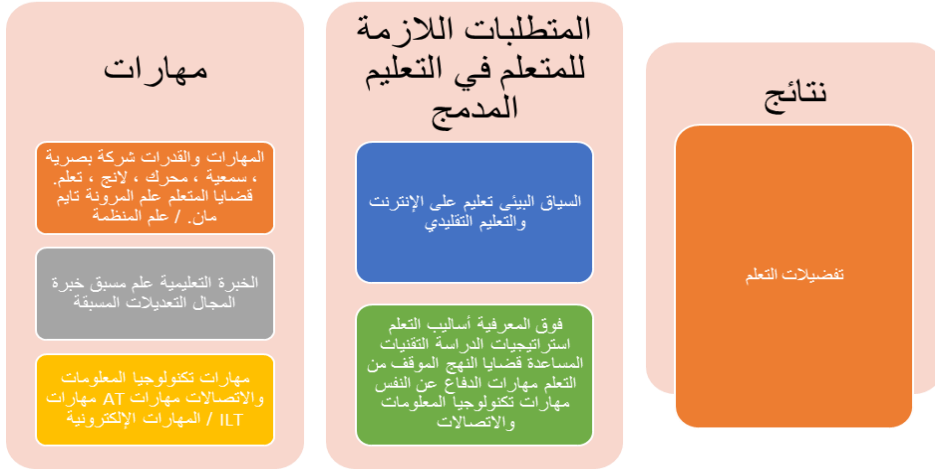 نتائج
تفضيلات التعلم
المتطلبات اللازمة
للمتعلم في التعليم
المدمج
السياق البيئي تعليم على الإنترنت
والتعليم التقليدي
فوق المعرفية أساليب التعلم
استراتيجيات الدراسة التقنيات
المساعدة قضايا النهج الموقف من
التعلم مهارات الدفاع عن النفس
مهارات تكنولوجيا المعلومات
والاتصالات
مهارات
المهارات والقدرات شركة بصرية
، سمعية ، محرك ، لانج ، تعلم.
قضايا المتعلم علم المرونة تايم
مان. / علم المنظمة
الخبرة التعليمية علم مسبق خبرة
المجال التعديلات المسبقة
مهارات تكنولوجيا المعلومات
والاتصالات مهارات AT مهارات
ILT / المهارات الإلكترونية